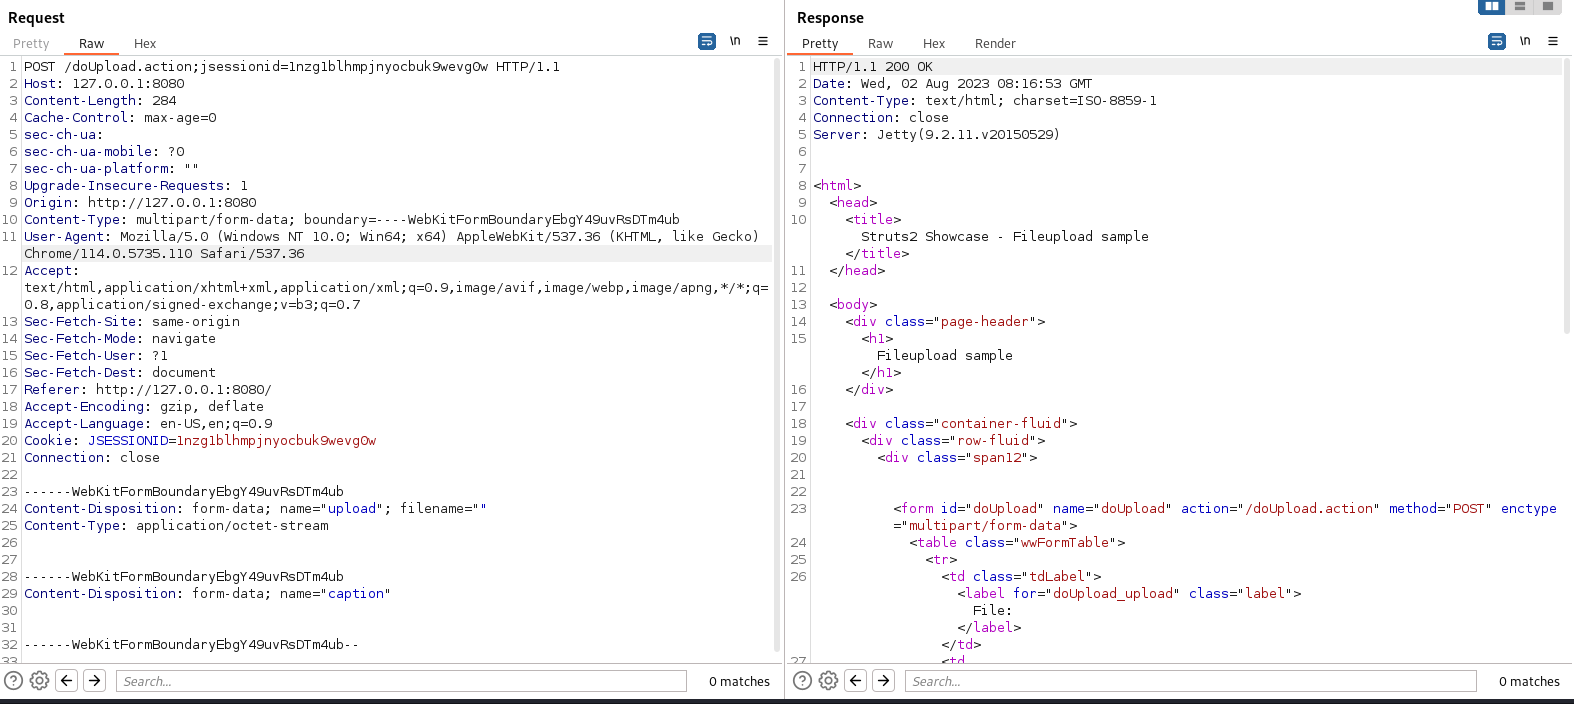 Request
Pretty Raw Hex \n
1 POST /doUpload.action;jsessionid=1nzg1blhmpjnyocbuk9wevg0w HTTP/1.1
2 Host: 127.0.0.1:8080
3 Content-Length: 284
4 Cache-Control: max-age=0
5 sec-ch-ua:
6 sec-ch-ua-mobile: ?0
7 sec-ch-ua-platform: ""
8 Upgrade-Insecure-Requests: 1
9 Origin: http://127.0.0.1:8080
10 Content-Type: multipart/form-data; boundary=----WebKitFormBoundaryEbgY49uvRsDTm4ub
11 User-Agent: Mozilla/5.0 (Windows NT 10.0; Win64; x64) AppleWebKit/537.36 (KHTML, like Gecko)
Chrome/114.0.5735.110 Safari/537.36
12 Accept:
text/html,application/xhtml+xml,application/xml;q=0.9,image/avif,image/webp,image/apng,*/*;q=
0.8,application/signed-exchange;v=b3;q=0.7
13 Sec-Fetch-Site: same-origin
14 Sec-Fetch-Mode: navigate
15 Sec-Fetch-User: ?1
16 Sec-Fetch-Dest: document
17 Referer: http://127.0.0.1:8080/
18 Accept-Encoding: gzip, deflate
19 Accept-Language: en-US,en;q=0.9
20 Cookie: JSESSIONID=1nzg1blhmpjnyocbuk9wevg0w
21 Connection: close
22
23 ------WebKitFormBoundaryEbgY49uvRsDTm4ub
24 Content-Disposition: form-data; name="upload"; filename=""
25 Content-Type: application/octet-stream
26
27
28 ------WebKitFormBoundaryEbgY49uvRsDTm4ub
29 Content-Disposition: form-data; name="caption"
30
31
32 ------WebKitFormBoundaryEbgY49uvRsDTm4ub--
33
Search... 0 matches
Response
Pretty Raw Hex Render \n
1 HTTP/1.1 200 OK
2 Date: Wed, 02 Aug 2023 08:16:53 GMT
3 Content-Type: text/html; charset=ISO-8859-1
4 Connection: close
5 Server: Jetty(9.2.11.v20150529)
6
7
8 <html>
9 <head>
10 <title>
Struts2 Showcase - Fileupload sample
</title>
11 </head>
12
13 <body>
14 <div class="page-header">
15 <h1>
Fileupload sample
</h1>
16 </div>
17
18 <div class="container-fluid">
19 <div class="row-fluid">
20 <div class="span12">
21
22
23 <form id="doUpload" name="doUpload" action="/doUpload.action" method="POST" enctype
="multipart/form-data">
24 <table class="wwFormTable">
25 <tr>
26 <td class="tdLabel">
<label for="doUpload_upload" class="label">
File:
</label>
</td>
27 <td
Search... 0 matches